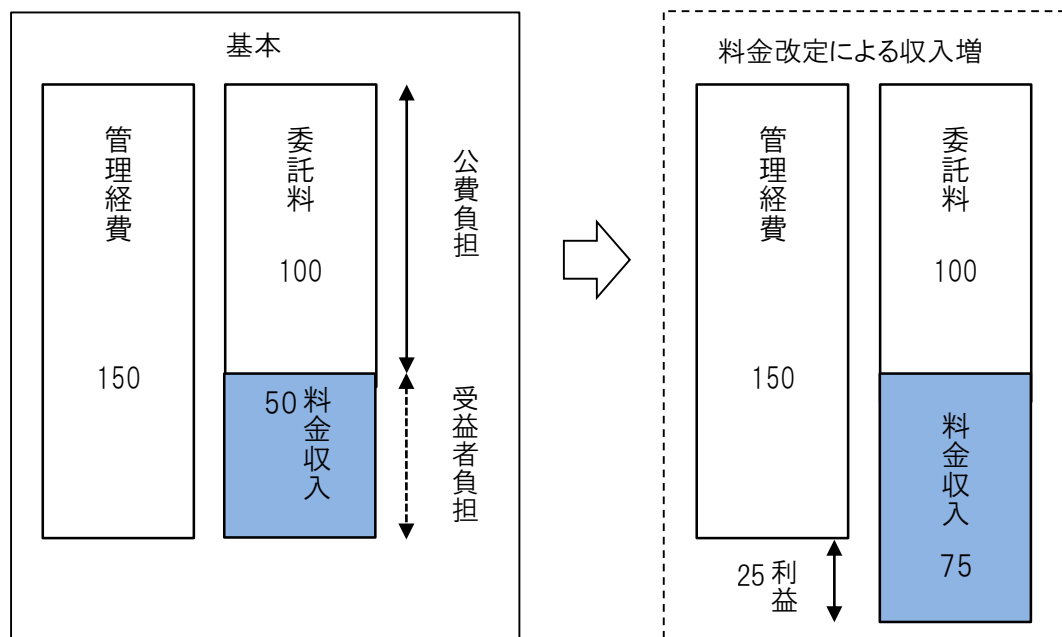 基本
管理経費
150
委託料
100
50
料金収入
公費負担
受益者負担
料金改定による収入増
管理経費
150
委託料
100
料金収入
75
25
利益